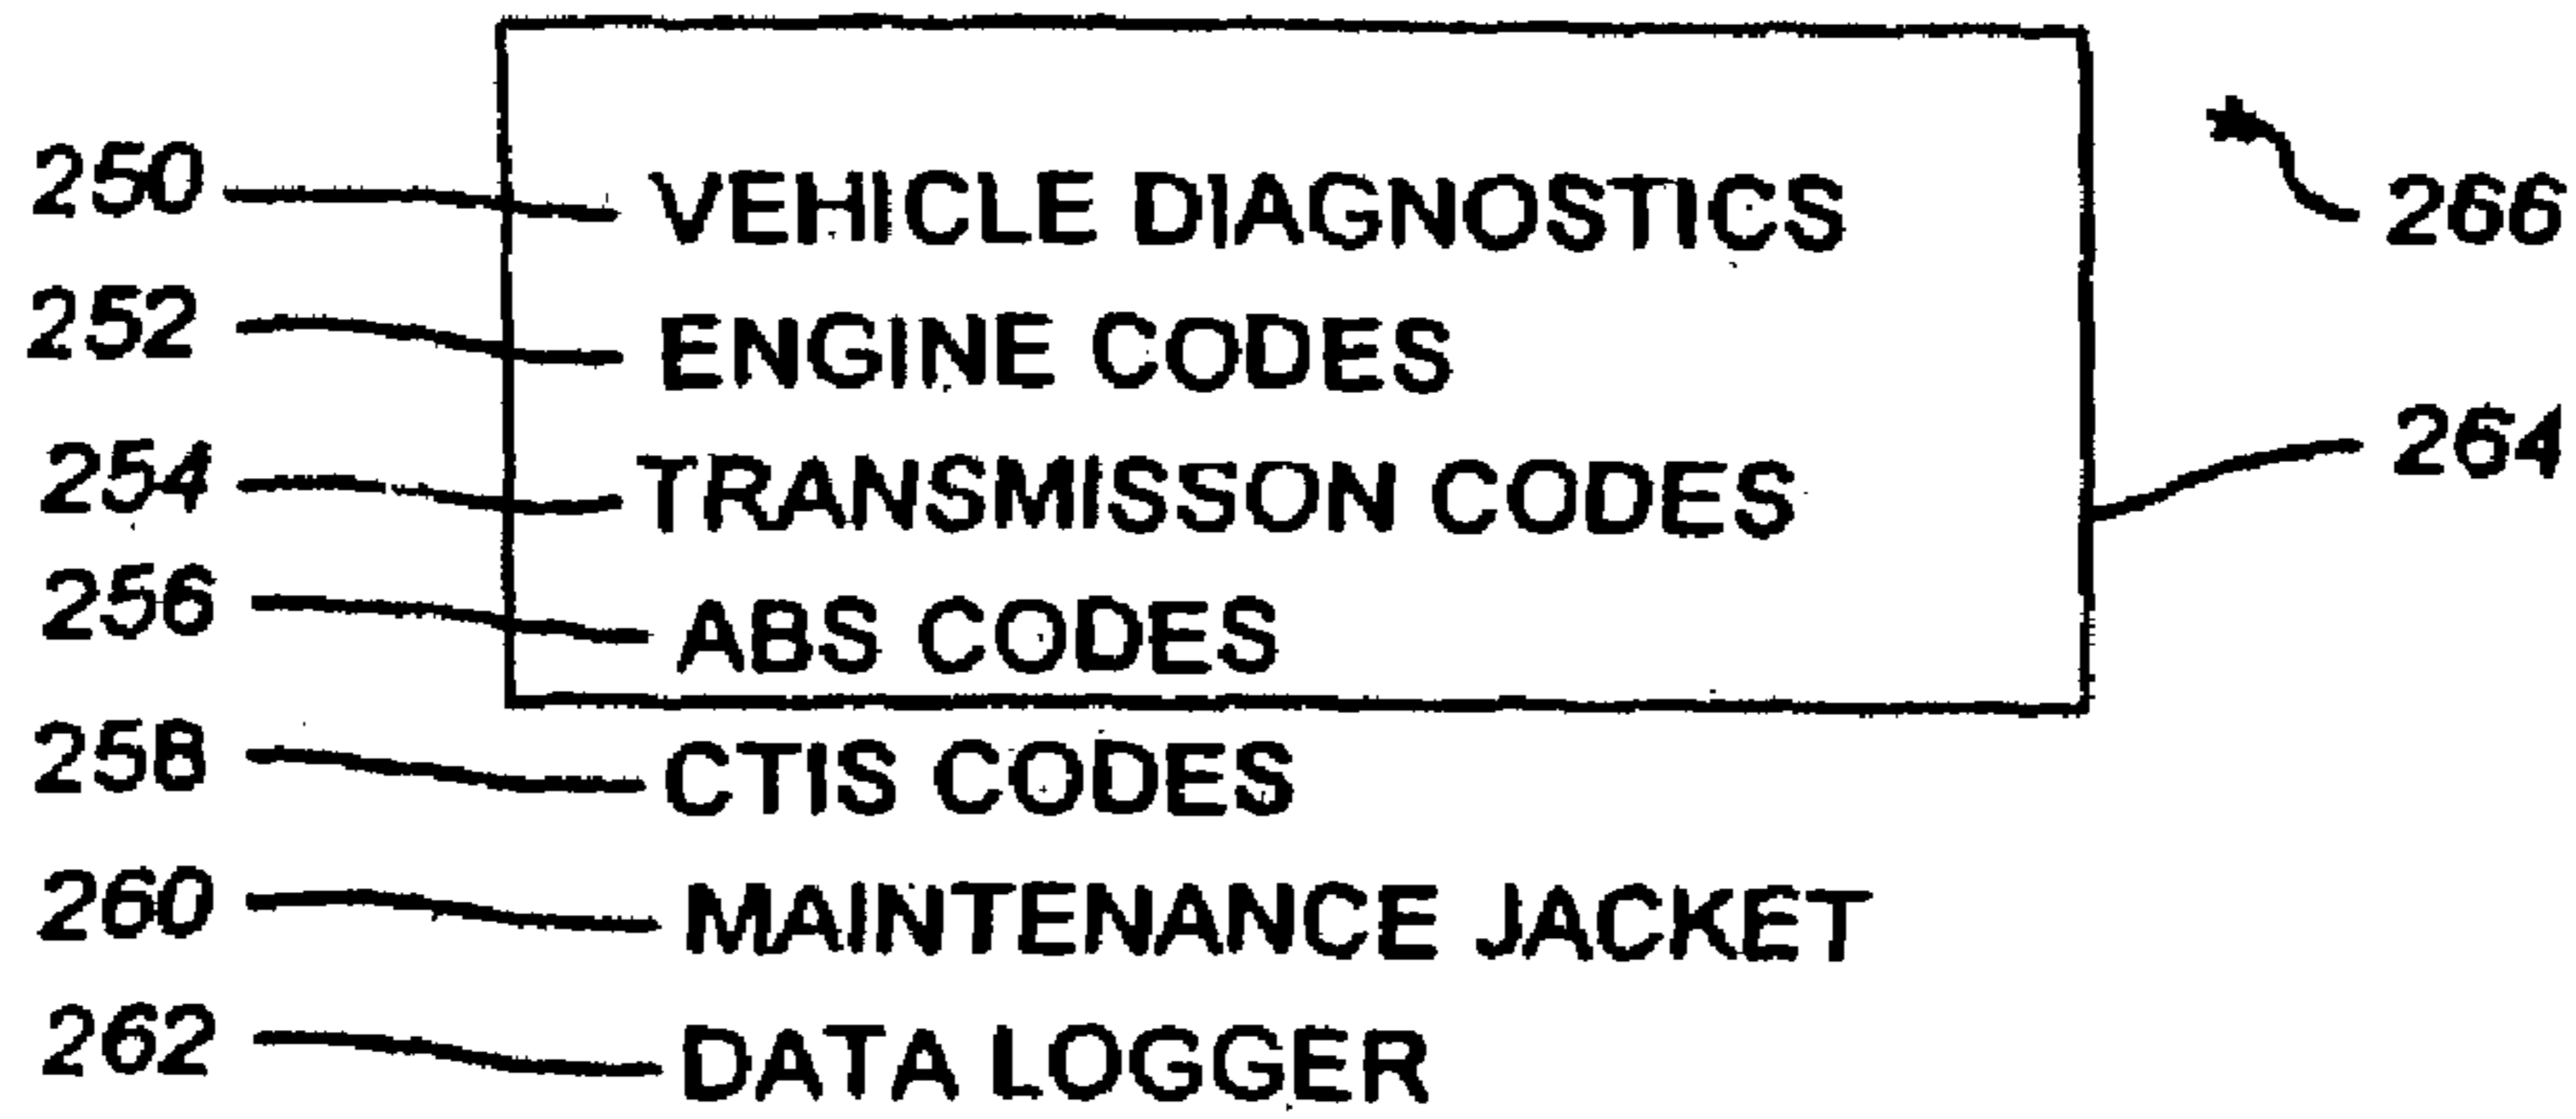 250 VEHICLE DIAGNOSTICS 266
252 ENGINE CODES
254 TRANSMISSON CODES 264
256 ABS CODES
258 CTIS CODES
260 MAINTENANCE JACKET
262 DATA LOGGER